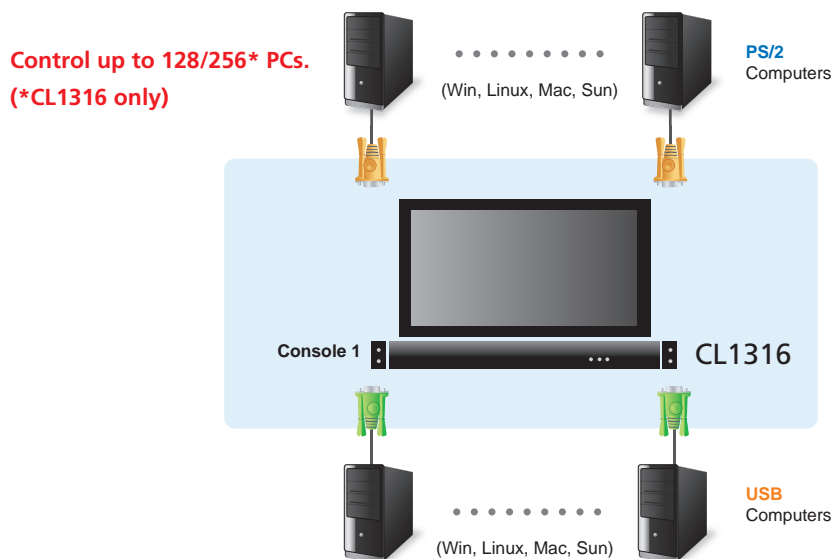 Control up to 128/256* PCs.
(*CL1316 only)
(Win, Linux, Mac, Sun)
PS/2
Computers
Console 1
CL1316
USB
Computers
(Win, Linux, Mac, Sun)